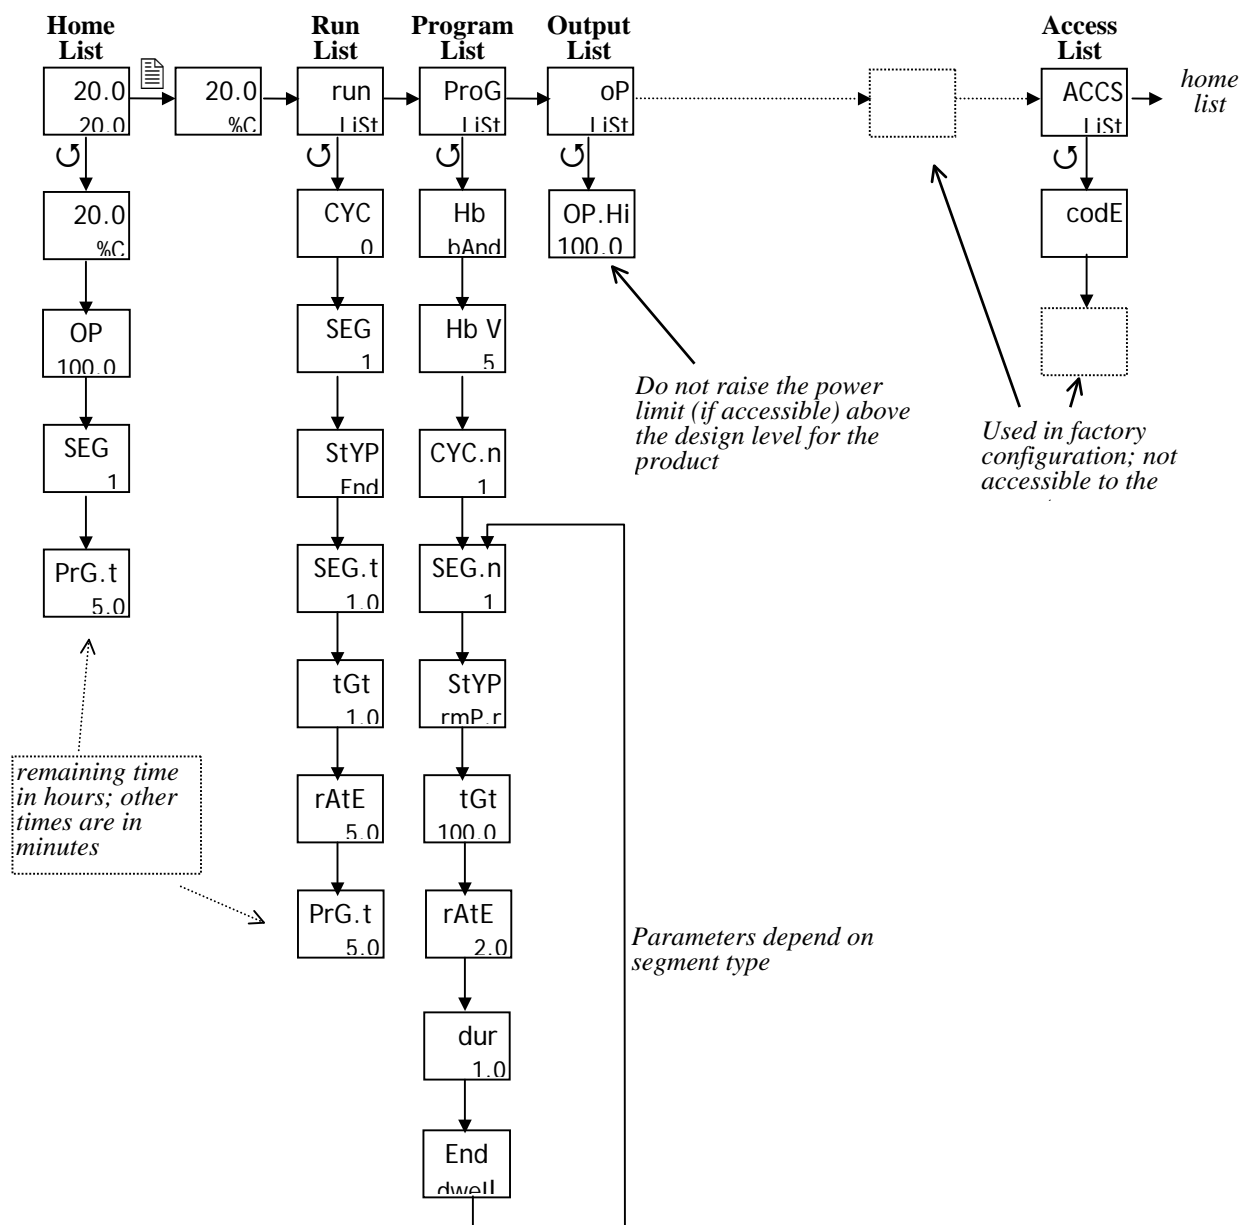 Home List
Run List
Program List
Output List
Access List
20.0
20.0
20.0
%C
run
LiSt
ProG
LiSt
oP
LiSt
ACCS
LiSt
home
list
20.0
%C
OP
100.0
SEG
1
PrG.t
5.0
remaining time
in hours; other
times are in
minutes
CYC
0
SEG
1
StYP
End
SEG.t
1.0
tGt
1.0
rAtE
5.0
PrG.t
5.0
Hb
bAnd
Hb V
5
CYC.n
1
SEG.n
1
StYP
rmP.r
tGt
100.0
rAtE
2.0
dur
1.0
End
dwell
Parameters depend on
segment type
OP.Hi
100.0
Do not raise the power
limit (if accessible) above
the design level for the
product
codE
Used in factory
configuration; not
accessible to the